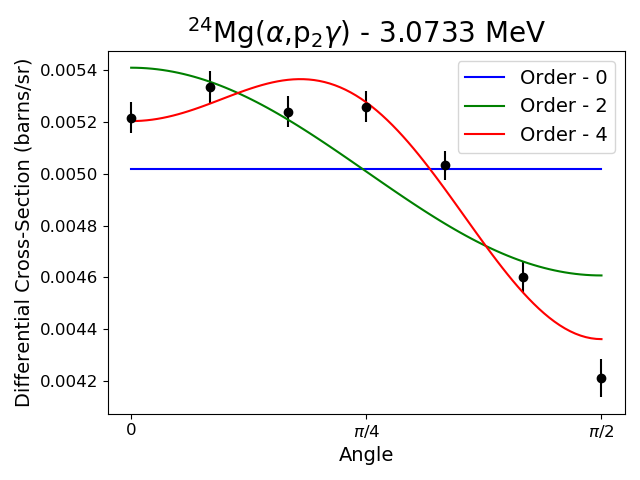 ²⁴Mg(α,p₂γ) - 3.0733 MeV
Differential Cross-Section (barns/sr)
0.0054
0.0052
0.0050
0.0048
0.0046
0.0044
0.0042
Order - 0
Order - 2
Order - 4
0 π/4 π/2
Angle